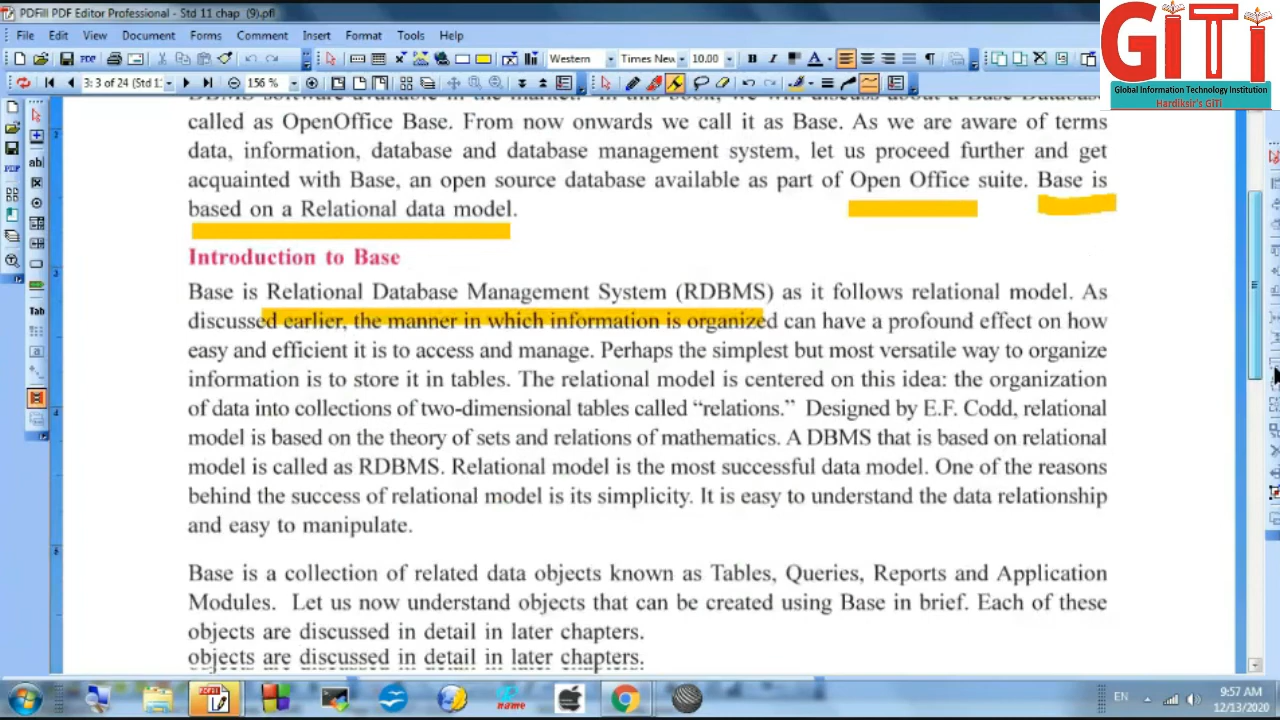 PDFill PDF Editor Professional - Std 11 chap (9).pfl
File Edit View Document Forms Comment Insert Format Tools Help
PDF Western Times New 10.00 B I A
3: 3 of 24 (Std 1: 156 %
GiTi
Global Information Technology Institution
Hardiksir's GiTi
called as OpenOffice Base. From now onwards we call it as Base. As we are aware of terms
data, information, database and database management system, let us proceed further and get
acquainted with Base, an open source database available as part of Open Office suite. Base is
based on a Relational data model.
Introduction to Base
Base is Relational Database Management System (RDBMS) as it follows relational model. As
discussed earlier, the manner in which information is organized can have a profound effect on how
easy and efficient it is to access and manage. Perhaps the simplest but most versatile way to organize
information is to store it in tables. The relational model is centered on this idea: the organization
of data into collections of two-dimensional tables called “relations.” Designed by E.F. Codd, relational
model is based on the theory of sets and relations of mathematics. A DBMS that is based on relational
model is called as RDBMS. Relational model is the most successful data model. One of the reasons
behind the success of relational model is its simplicity. It is easy to understand the data relationship
and easy to manipulate.
Base is a collection of related data objects known as Tables, Queries, Reports and Application
Modules. Let us now understand objects that can be created using Base in brief. Each of these
objects are discussed in detail in later chapters.
objects are discussed in detail in later chapters.
PDF
abl
Tab
name
EN
9:57 AM
12/13/2020